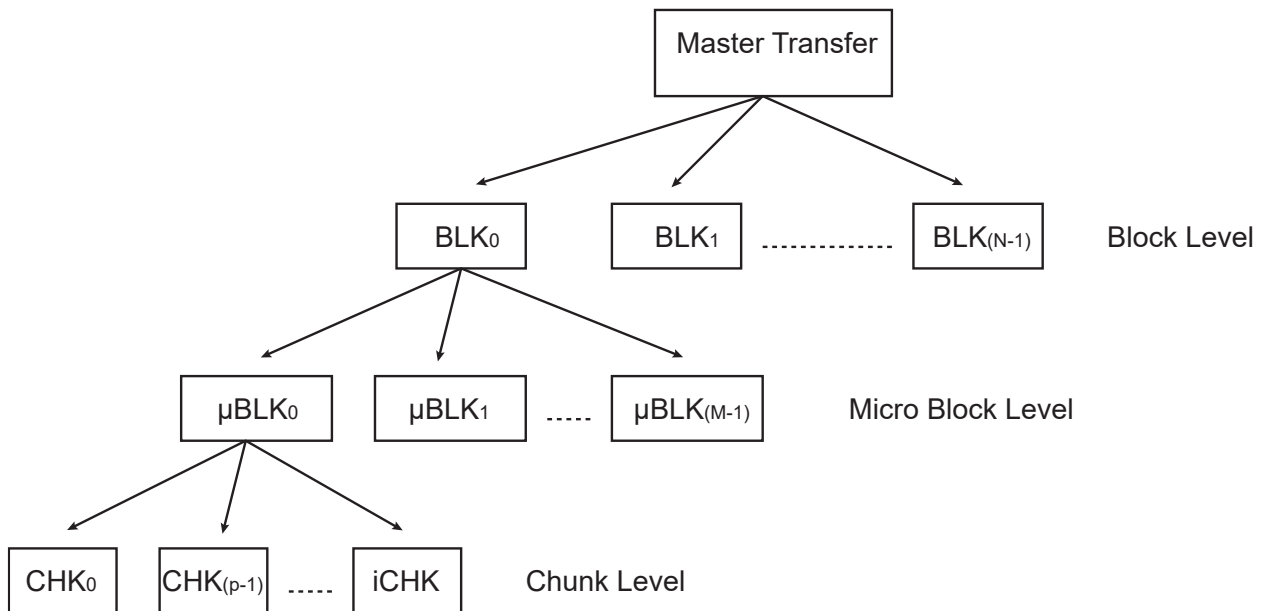 Master Transfer
BLK0 BLK1 BLK(N-1) Block Level
µBLK0 µBLK1 µBLK(M-1) Micro Block Level
CHK0 CHK(p-1) iCHK Chunk Level